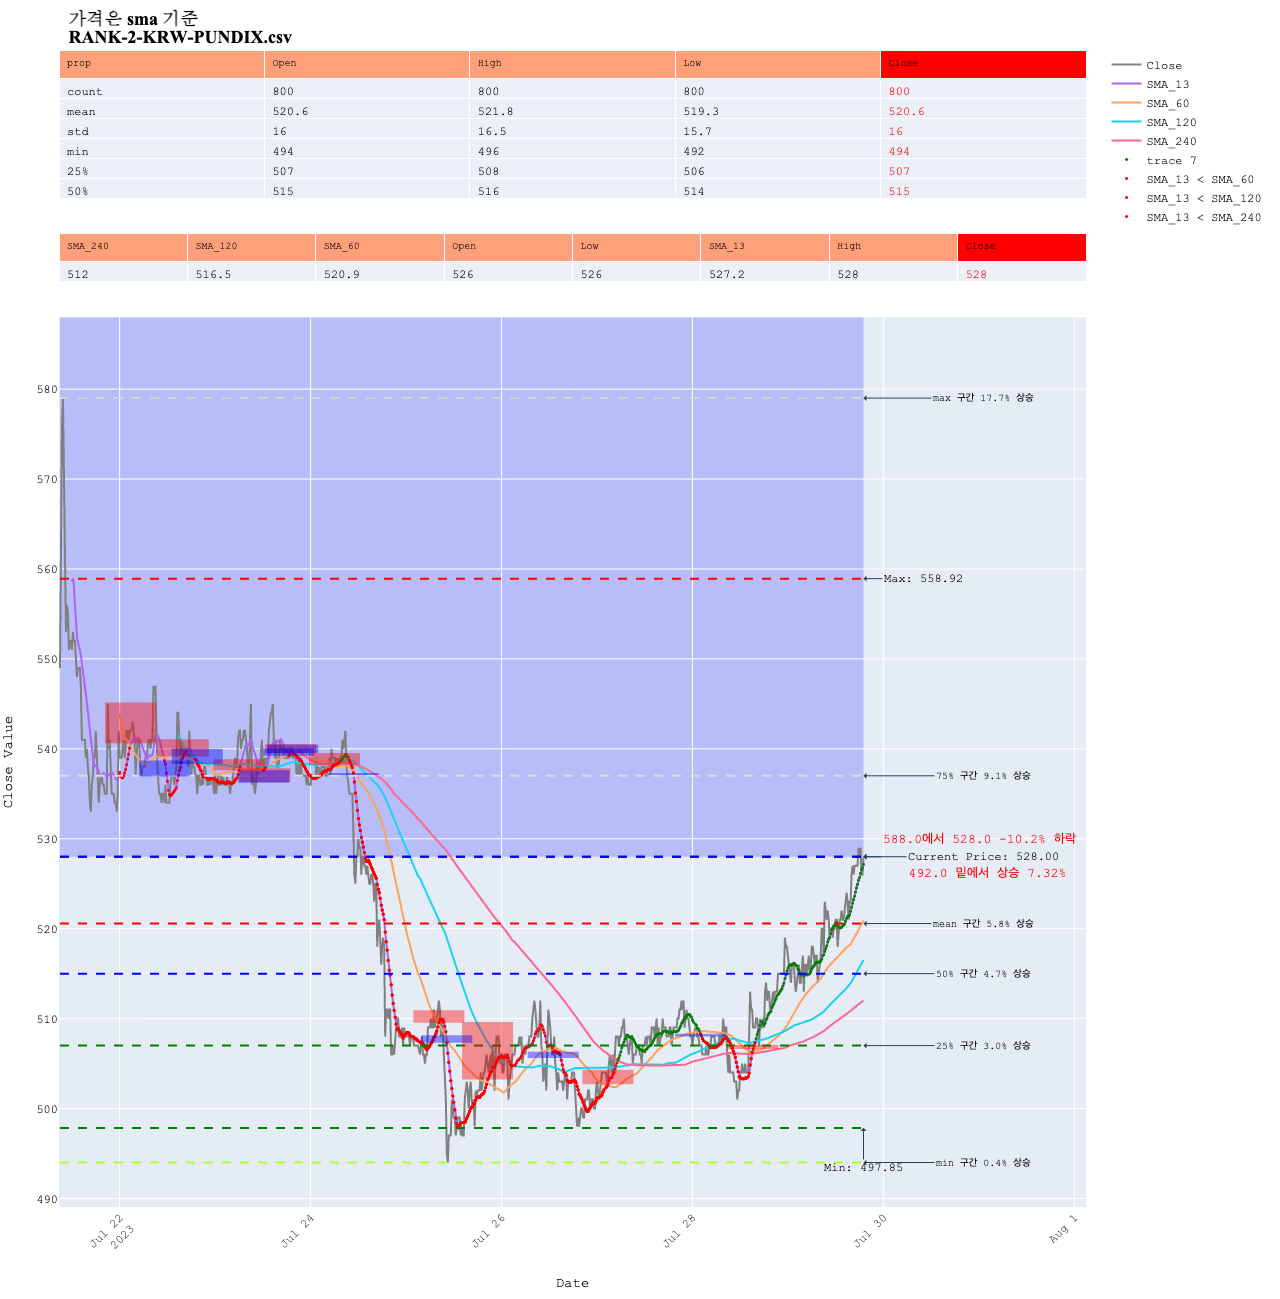 가격은 sma 기준
RANK-2-KRW-PUNDIX.csv
prop Open High Low Close
count 800 800 800 800
mean 520.6 521.8 519.3 520.6
std 16 16.5 15.7 16
min 494 496 492 494
25% 507 508 506 507
50% 515 516 514 515
SMA_240 SMA_120 SMA_60 Open Low SMA_13 High Close
512 516.5 520.9 526 526 527.2 528 528
Close
SMA_13
SMA_60
SMA_120
SMA_240
trace 7
SMA_13 < SMA_60
SMA_13 < SMA_120
SMA_13 < SMA_240
580
570
560
550
540
530
520
510
500
490
Close Value
max 구간 17.7% 상승
Max: 558.92
75% 구간 9.1% 상승
588.0에서 528.0 -10.2% 하락
Current Price: 528.00
492.0 밑에서 상승 7.32%
mean 구간 5.8% 상승
50% 구간 4.7% 상승
25% 구간 3.0% 상승
min 구간 0.4% 상승
Min: 497.85
Jul 22
2023
Jul 24
Jul 26
Jul 28
Jul 30
Aug 1
Date